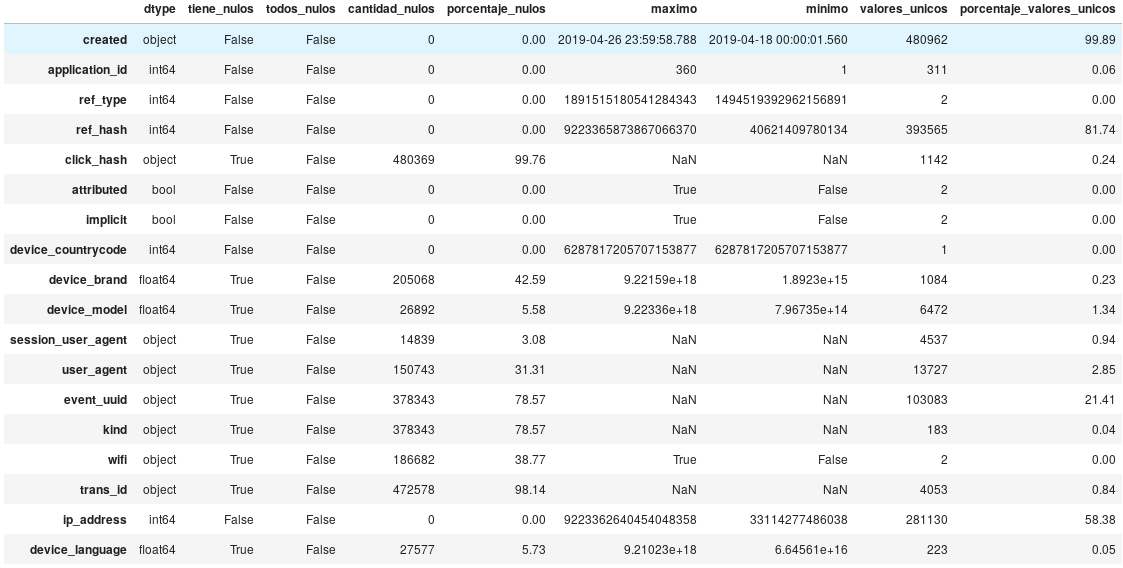 dtype tiene_nulos todos_nulos cantidad_nulos porcentaje_nulos maximo minimo valores_unicos porcentaje_valores_unicos
created object False False 0 0.00 2019-04-26 23:59:58.788 2019-04-18 00:00:01.560 480962 99.89
application_id int64 False False 0 0.00 360 1 311 0.06
ref_type int64 False False 0 0.00 1891515180541284343 1494519392962156891 2 0.00
ref_hash int64 False False 0 0.00 9223365873867066370 40621409780134 393565 81.74
click_hash object True False 480369 99.76 NaN NaN 1142 0.24
attributed bool False False 0 0.00 True False 2 0.00
implicit bool False False 0 0.00 True False 2 0.00
device_countrycode int64 False False 0 0.00 6287817205707153877 6287817205707153877 1 0.00
device_brand float64 True False 205068 42.59 9.22159e+18 1.8923e+15 1084 0.23
device_model float64 True False 26892 5.58 9.22336e+18 7.96735e+14 6472 1.34
session_user_agent object True False 14839 3.08 NaN NaN 4537 0.94
user_agent object True False 150743 31.31 NaN NaN 13727 2.85
event_uuid object True False 378343 78.57 NaN NaN 103083 21.41
kind object True False 378343 78.57 NaN NaN 183 0.04
wifi object True False 186682 38.77 True False 2 0.00
trans_id object True False 472578 98.14 NaN NaN 4053 0.84
ip_address int64 False False 0 0.00 9223362640454048358 33114277486038 281130 58.38
device_language float64 True False 27577 5.73 9.21023e+18 6.64561e+16 223 0.05